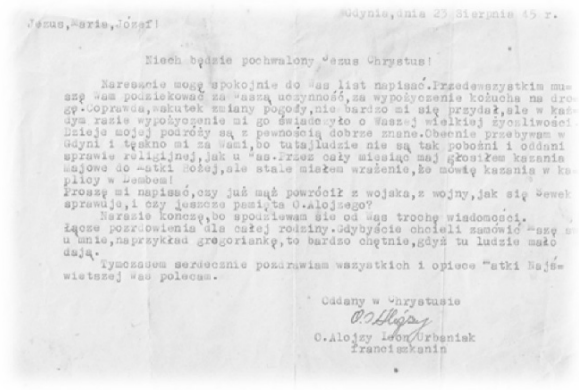 Gdynia,dnia 23 Sierpnia 45 r.
Jezus,Maria,Józef!
Niech będzie pochwalony Jezus Chrystus!
Nareszcie mogę spokojnie do Was list napisać.Przedewszystkim mu-
szę Wam podziekować za Waszą uczynność,za wypożyczenie kożucha na dro-
gę.Coprawda,wskutek zmiany pogody,nie bardzo mi się przydał,ale w każ-
dym razie wypożyczenie mi go świadczyło o Waszej wielkiej życzliwości.
Dzieje mojej podróży są z pewnością dobrze znane.Obecnie przebywam w
Gdyni i tęskno mi za Wami,bo tutajludzie nie są tak pobożni i oddani
sprawie religijnej,jak u Was.Przez cały miesiąc maj głosiłem kazania
majowe do Matki Bożej,ale stale miałem wrażenie,że mówię kazania w ka-
plicy w Dembem!
Proszę mi napisać,czy już mąż powrócił z wojska,z wojny,jak się Sewek
sprawuje,i czy jeszcze pamięta O.Alojzego?
Narazie kończę,bo spodziewam sie od Was trochę wiadomości.
Łączę pozrdowienia dla całej rodziny.Gdybyście chcieli zamówić Mszę św
u mnie,naprzykład gregoriankę,to bardzo chętnie,gdyż tu ludzie mało
dają.
Tymczasem serdecznie pozdrawiam wszystkich i opiece Matki Najś-
więtszej Was polecam.
Oddany w Chrystusie
O.Alojzy
O.Alojzy Leon Urbaniak
franciszkanin